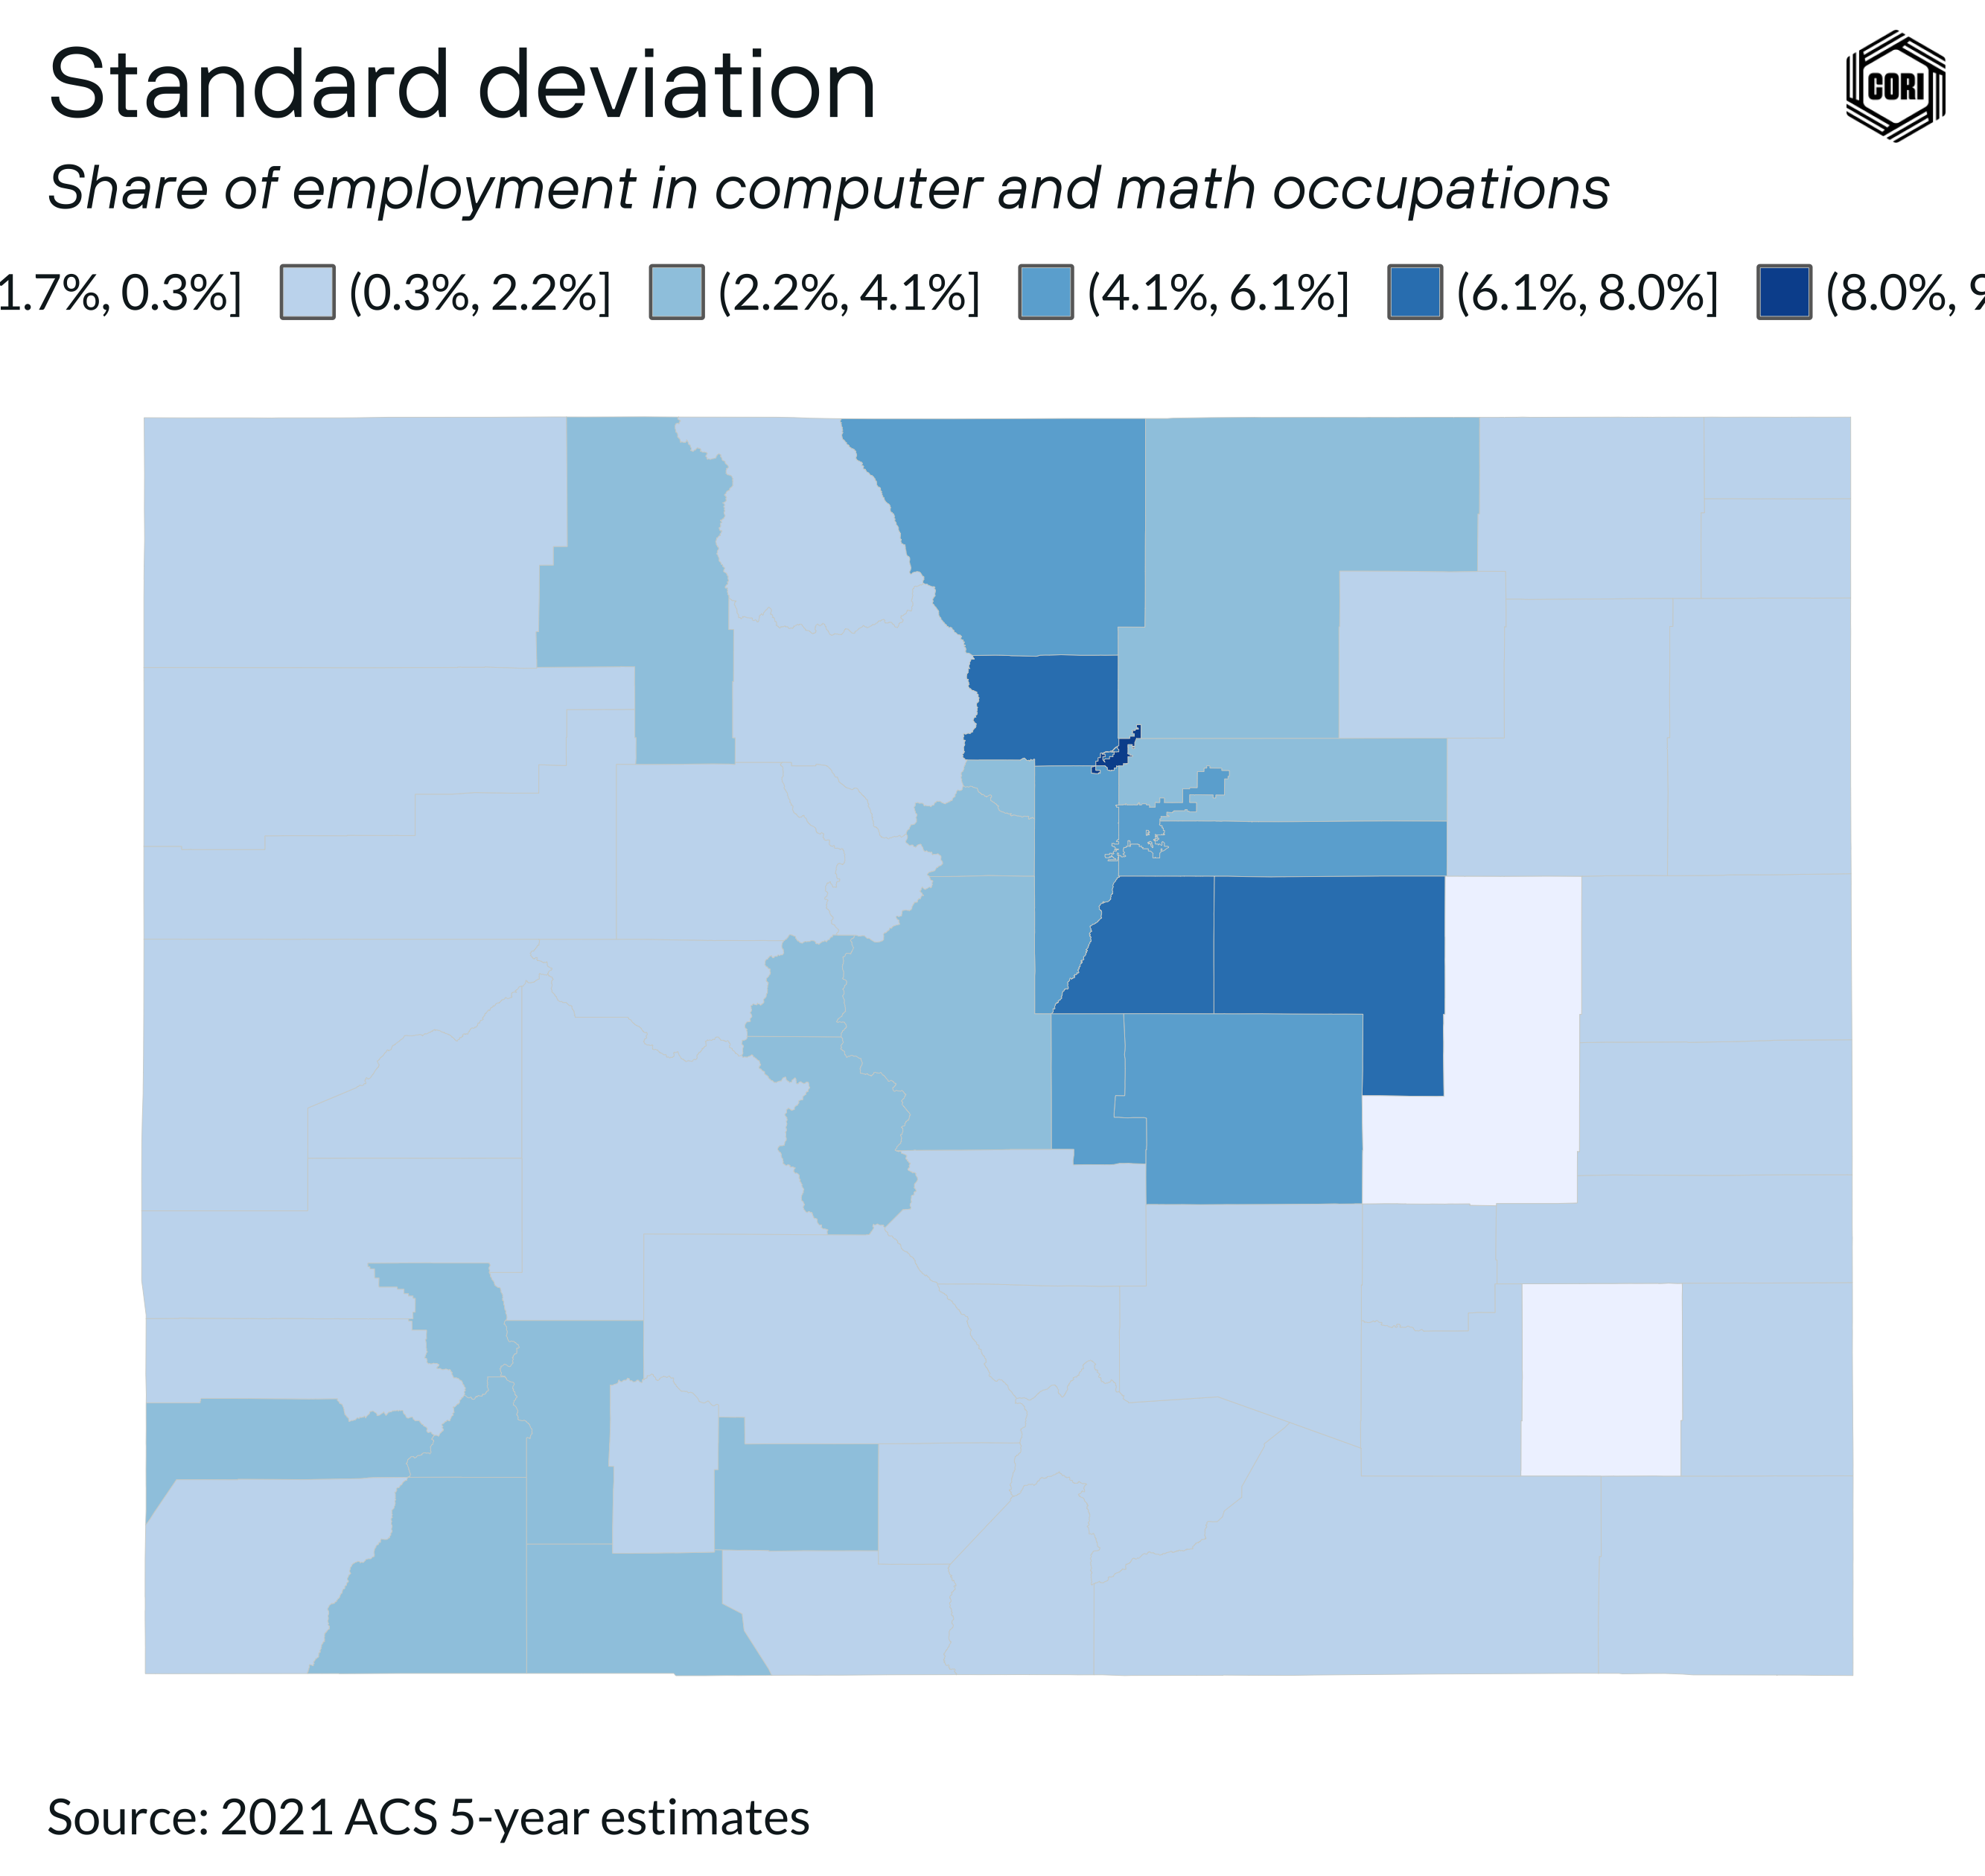 Standard deviation
CORI
Share of employment in computer and math occupations
1.7%, 0.3%] (0.3%, 2.2%] (2.2%, 4.1%] (4.1%, 6.1%] (6.1%, 8.0%] (8.0%, 9
Source: 2021 ACS 5-year estimates